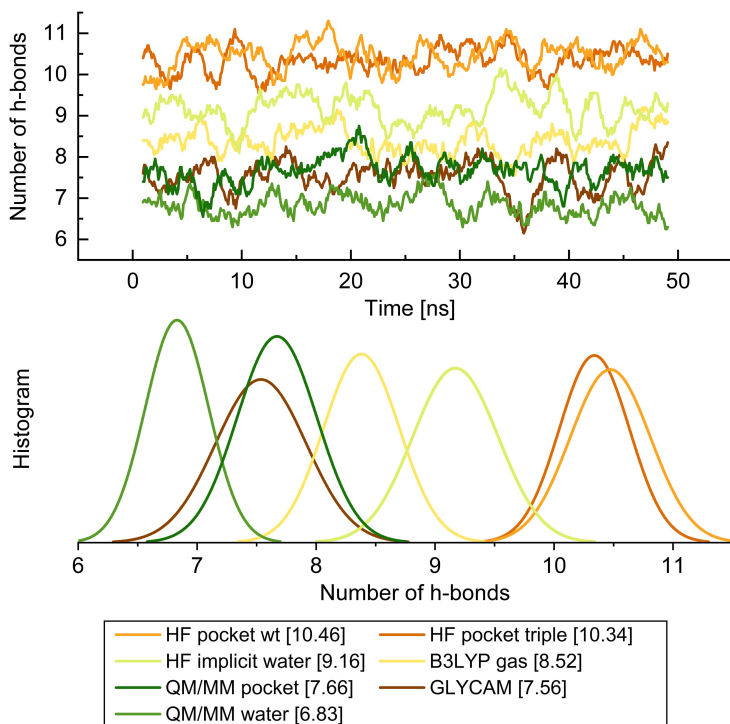 Number of h-bonds
11
10
9
8
7
6
0 10 20 30 40 50
Time [ns]
Histogram
6 7 8 9 10 11
Number of h-bonds
HF pocket wt [10.46] HF pocket triple [10.34]
HF implicit water [9.16] B3LYP gas [8.52]
QM/MM pocket [7.66] GLYCAM [7.56]
QM/MM water [6.83]